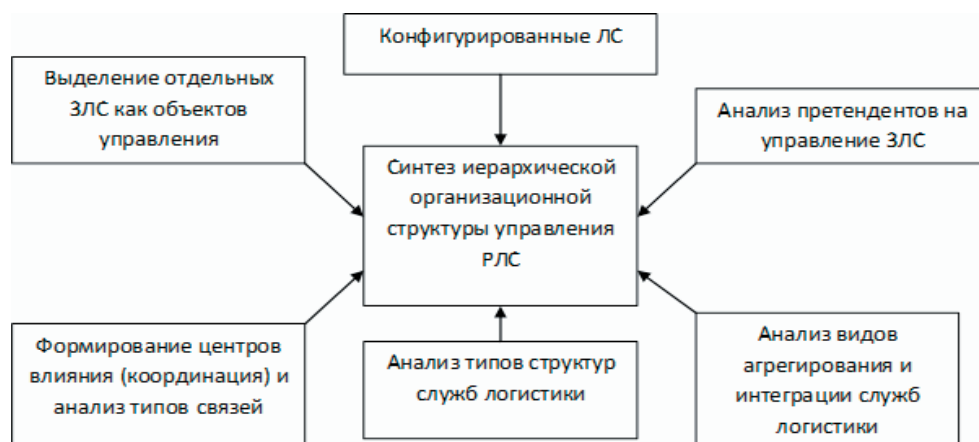 Конфигурированные ЛС
Выделение отдельных
ЗЛС как объектов
управления
Анализ претендентов на
управление ЗЛС
Синтез иерархической
организационной
структуры управления
РЛС
Формирование центров
влияния (координация) и
анализ типов связей
Анализ типов структур
служб логистики
Анализ видов
агрегирования и
интеграции служб
логистики